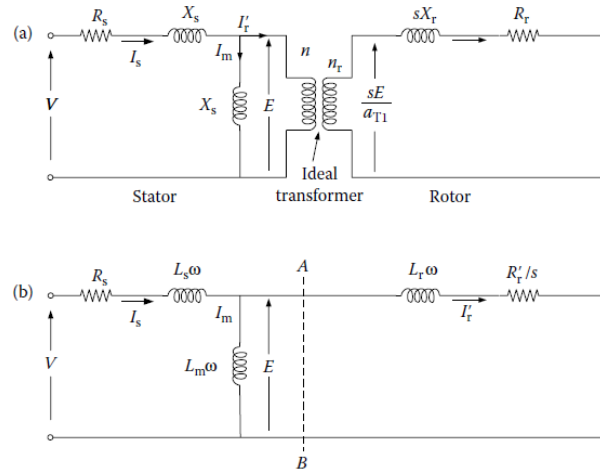 (a) Rs Xs I′r sXr Rr
Is Im n nr
V Xs E sE/aT1
Ideal
transformer
Stator Rotor
(b) Rs Lsω A Lrω R′r/s
Is Im I′r
V Lmω E
B